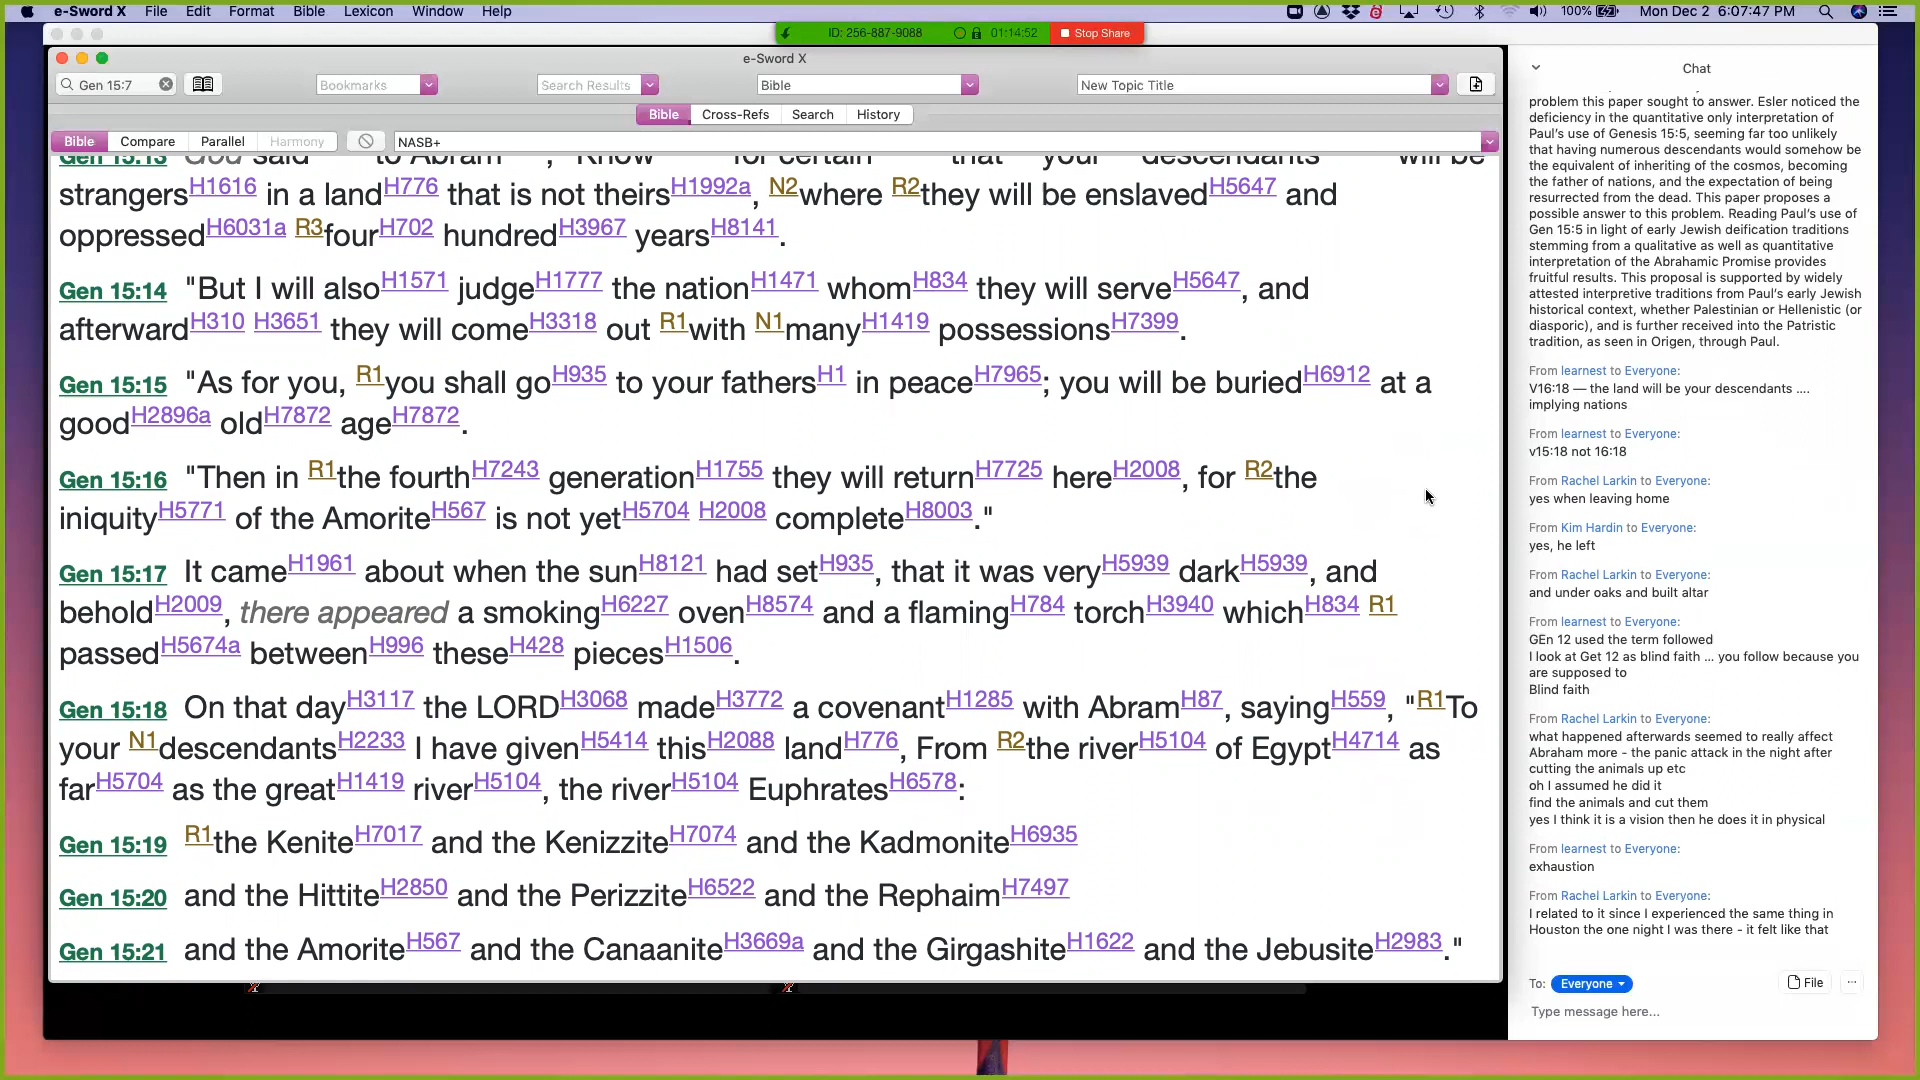 e-Sword X File Edit Format Bible Lexicon Window Help 100% Mon Dec 2 6:07:47 PM
ID: 256-887-9088 01:14:52 Stop Share
e-Sword X
Gen 15:7 Bookmarks Search Results Bible New Topic Title
Bible Cross-Refs Search History
Bible Compare Parallel Harmony NASB+
Gen 15:13 God said to Abram, "Know for certain that your descendants will be
strangersH1616 in a landH776 that is not theirsH1992a, N2where R2they will be enslavedH5647 and
oppressedH6031a R3fourH702 hundredH3967 yearsH8141.
Gen 15:14 "But I will alsoH1571 judgeH1777 the nationH1471 whomH834 they will serveH5647, and
afterwardH310 H3651 they will comeH3318 out R1with N1manyH1419 possessionsH7399.
Gen 15:15 "As for you, R1you shall goH935 to your fathersH1 in peaceH7965; you will be buriedH6912 at a
goodH2896a oldH7872 ageH7872.
Gen 15:16 "Then in R1the fourthH7243 generationH1755 they will returnH7725 hereH2008, for R2the
iniquityH5771 of the AmoriteH567 is not yetH5704 H2008 completeH8003."
Gen 15:17 It cameH1961 about when the sunH8121 had setH935, that it was veryH5939 darkH5939, and
beholdH2009, there appeared a smokingH6227 ovenH8574 and a flamingH784 torchH3940 whichH834 R1
passedH5674a betweenH996 theseH428 piecesH1506.
Gen 15:18 On that dayH3117 the LORDH3068 madeH3772 a covenantH1285 with AbramH87, sayingH559, "R1To
your N1descendantsH2233 I have givenH5414 thisH2088 landH776, From R2the riverH5104 of EgyptH4714 as
farH5704 as the greatH1419 riverH5104, the riverH5104 EuphratesH6578:
Gen 15:19 R1the KeniteH7017 and the KenizziteH7074 and the KadmoniteH6935
Gen 15:20 and the HittiteH2850 and the PerizziteH6522 and the RephaimH7497
Gen 15:21 and the AmoriteH567 and the CanaaniteH3669a and the GirgashiteH1622 and the JebusiteH2983."
Chat
problem this paper sought to answer. Esler noticed the
deficiency in the quantitative only interpretation of
Paul's use of Genesis 15:5, seeming far too unlikely
that having numerous descendants would somehow be
the equivalent of inheriting of the cosmos, becoming
the father of nations, and the expectation of being
resurrected from the dead. This paper proposes a
possible answer to this problem. Reading Paul's use of
Gen 15:5 in light of early Jewish deification traditions
stemming from a qualitative as well as quantitative
interpretation of the Abrahamic Promise provides
fruitful results. This proposal is supported by widely
attested interpretive traditions from Paul's early Jewish
historical context, whether Palestinian or Hellenistic (or
diasporic), and is further received into the Patristic
tradition, as seen in Origen, through Paul.
From learnest to Everyone:
V16:18 — the land will be your descendants ....
implying nations
From learnest to Everyone:
v15:18 not 16:18
From Rachel Larkin to Everyone:
yes when leaving home
From Kim Hardin to Everyone:
yes, he left
From Rachel Larkin to Everyone:
and under oaks and built altar
From learnest to Everyone:
GEn 12 used the term followed
I look at Get 12 as blind faith ... you follow because you
are supposed to
Blind faith
From Rachel Larkin to Everyone:
what happened afterwards seemed to really affect
Abraham more - the panic attack in the night after
cutting the animals up etc
oh I assumed he did it
find the animals and cut them
yes I think it is a vision then he does it in physical
From learnest to Everyone:
exhaustion
From Rachel Larkin to Everyone:
I related to it since I experienced the same thing in
Houston the one night I was there - it felt like that
To: Everyone File ...
Type message here...